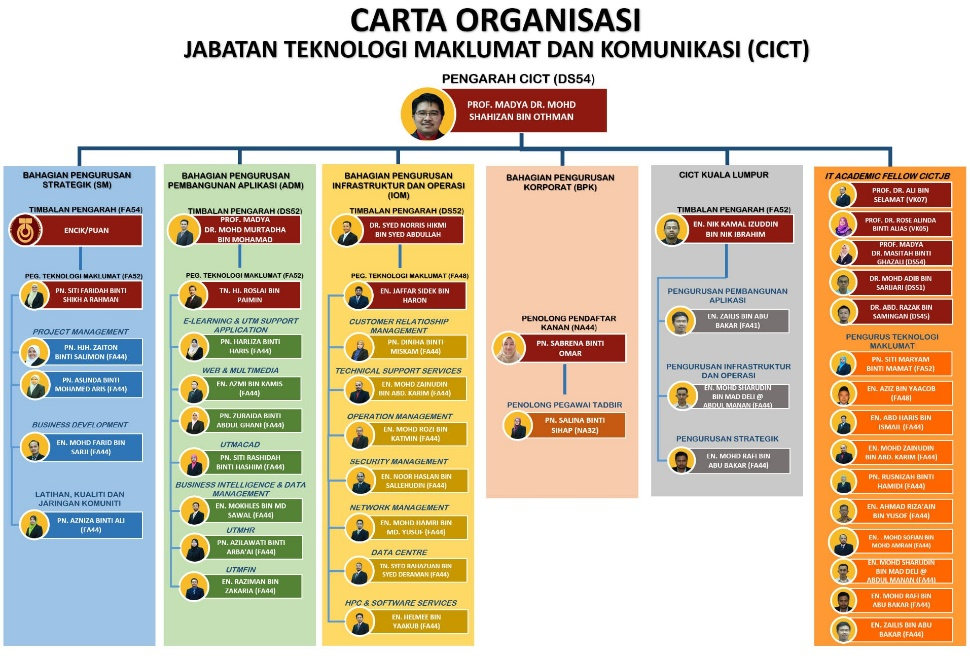 CARTA ORGANISASI
JABATAN TEKNOLOGI MAKLUMAT DAN KOMUNIKASI (CICT)
PENGARAH CICT (DS54)
PROF. MADYA DR. MOHD
SHAHIZAN BIN OTHMAN
BAHAGIAN PENGURUSAN
STRATEGIK (SM)
TIMBALAN PENGARAH (FA54)
ENCIK/PUAN
PEG. TEKNOLOGI MAKLUMAT (FA52)
PN. SITI FARIDAH BINTI
SHIKH A RAHMAN
PROJECT MANAGEMENT
PN. HJH. ZAITON
BINTI SALIMON (FA44)
PN. ASLINDA BINTI
MOHAMED ARIS (FA44)
BUSINESS DEVELOPMENT
EN. MOHD FARID BIN
SARJI (FA44)
LATIHAN, KUALITI DAN
JARINGAN KOMUNITI
PN. AZNIZA BINTI ALI
(FA44)
BAHAGIAN PENGURUSAN
PEMBANGUNAN APLIKASI (ADM)
TIMBALAN PENGARAH (DS52)
PROF. MADYA
DR. MOHD MURTADHA
BIN MOHAMAD
PEG. TEKNOLOGI MAKLUMAT (FA52)
TN. HJ. ROSLAI BIN
PAIMIN
E-LEARNING & UTM SUPPORT
APPLICATION
PN. HARLIZA BINTI
HARIS (FA44)
WEB & MULTIMEDIA
EN. AZMI BIN KAMIS
(FA44)
PN. ZURAIDA BINTI
ABDUL GHANI (FA44)
UTMACAD
PN. SITI RASHIDAH
BINTI HASHIM (FA44)
BUSINESS INTELLIGENCE & DATA
MANAGEMENT
EN. MOKHLES BIN MD
SAWAL (FA44)
UTMHR
PN. AZILAWATI BINTI
ARBA'AI (FA44)
UTMFIN
EN. RAZIMAN BIN
ZAKARIA (FA44)
BAHAGIAN PENGURUSAN
INFRASTRUKTUR DAN OPERASI
(IOM)
TIMBALAN PENGARAH (DS52)
DR. SYED NORRIS HIKMI
BIN SYED ABDULLAH
PEG. TEKNOLOGI MAKLUMAT (FA48)
EN. JAFFAR SIDEK BIN
HARON
CUSTOMER RELATIOSHIP
MANAGEMENT
PN. DINIHA BINTI
MISKAM (FA44)
TECHNICAL SUPPORT SERVICES
EN. MOHD ZAINUDIN
BIN ABD. KARIM (FA44)
OPERATION MANAGEMENT
EN. MOHD ROZI BIN
KATMIN (FA44)
SECURITY MANAGEMENT
EN. NOOR HASLAN BIN
SALLEHUDIN (FA44)
NETWORK MANAGEMENT
EN. MOHD HAMRI BIN
MD. YUSUF (FA44)
DATA CENTRE
TN. SYED BAHAZUAN BIN
SYED DERAMAN (FA44)
HPC & SOFTWARE SERVICES
EN. HELMEE BIN
YAAKUB (FA44)
BAHAGIAN PENGURUSAN
KORPORAT (BPK)
PENOLONG PENDAFTAR
KANAN (NA44)
PN. SABRENA BINTI
OMAR
PENOLONG PEGAWAI TADBIR
PN. SALINA BINTI
SIHAP (NA32)
CICT KUALA LUMPUR
TIMBALAN PENGARAH (FA52)
EN. NIK KAMAL IZUDDIN
BIN NIK IBRAHIM
PENGURUSAN PEMBANGUNAN
APLIKASI
EN. ZAILIS BIN ABU
BAKAR (FA41)
PENGURUSAN INFRASTRUKTUR
DAN OPERASI
EN. MOHD SHARUDIN
BIN MAD DELI @
ABDUL MANAN (FA44)
PENGURUSAN STRATEGIK
EN. MOHD RAFI BIN
ABU BAKAR (FA44)
IT ACADEMIC FELLOW CICTJB
PROF. DR. ALI BIN
SELAMAT (VK07)
PROF. DR. ROSE ALINDA
BINTI ALIAS (VK05)
PROF. MADYA
DR. MASITAH BINTI
GHAZALI (DS54)
DR. MOHD ADIB BIN
SARIJARI (DS51)
DR. ABD. RAZAK BIN
SAMINGAN (DS45)
PENGURUS TEKNOLOGI
MAKLUMAT
PN. SITI MARYAM
BINTI MAMAT (FA52)
EN. AZIZ BIN YAACOB
(FA48)
EN. ABD HARIS BIN
ISMAIL (FA44)
EN. MOHD ZAINUDIN
BIN ABD. KARIM (FA44)
PN. RUSNIZAH BINTI
HAMIDI (FA44)
EN. AHMAD RIZA'AIN
BIN YUSOF (FA44)
EN. . MOHD SOFIAN BIN
MOHD AMRAN (FA44)
EN. MOHD SHARUDIN
BIN MAD DELI @
ABDUL MANAN (FA44)
EN. MOHD RAFI BIN
ABU BAKAR (FA44)
EN. ZAILIS BIN ABU
BAKAR (FA44)